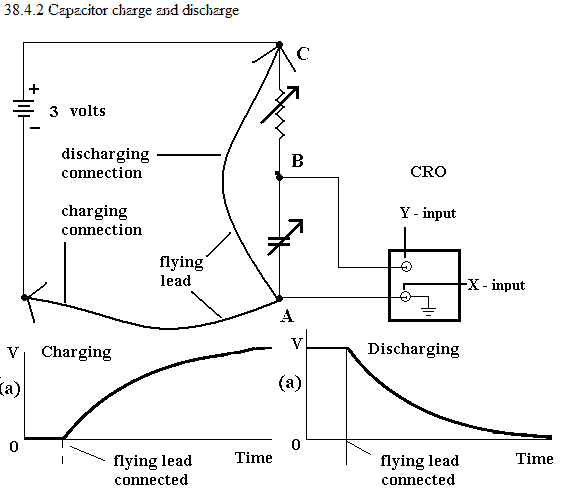 38.4.2 Capacitor charge and discharge
C
+
3 volts
-
discharging
connection
B
CRO
charging
connection
Y - input
flying
lead
X - input
A
V
Charging
(a)
0
flying lead
connected
Time
V
Discharging
(a)
0
flying lead
connected
Time